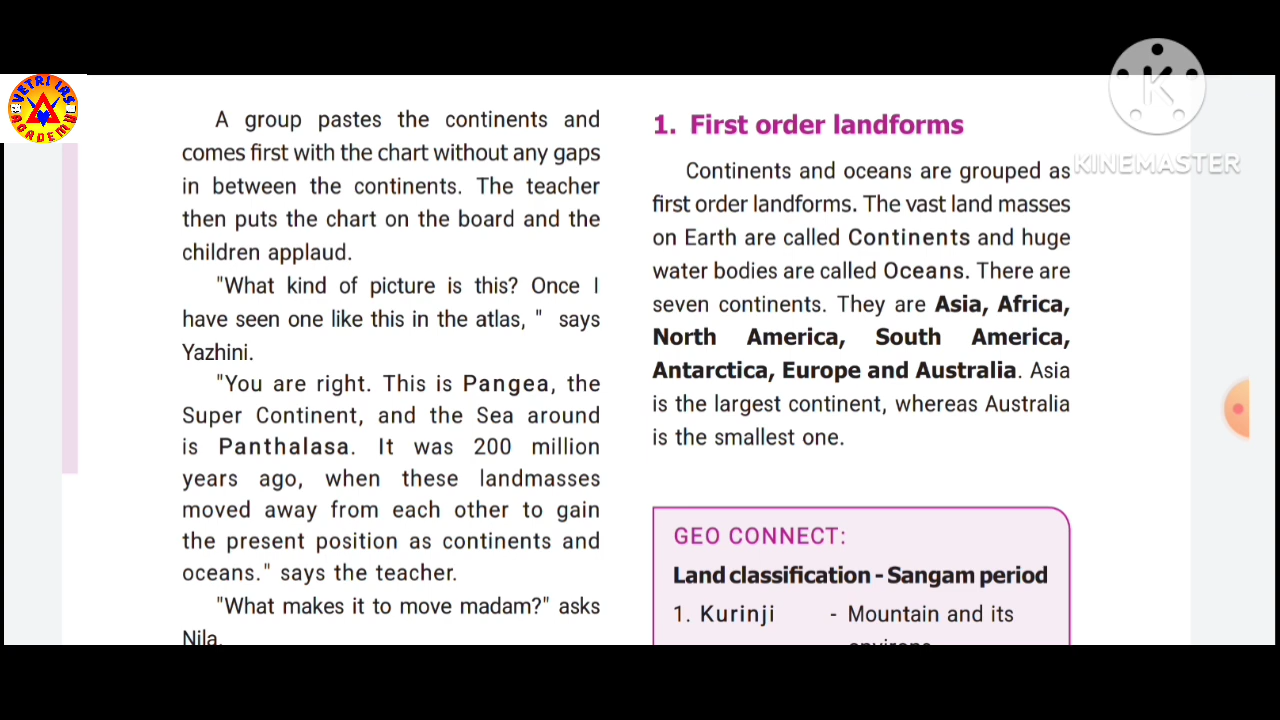 VETRI IAS
ACADEMY
A group pastes the continents and
comes first with the chart without any gaps
in between the continents. The teacher
then puts the chart on the board and the
children applaud.
"What kind of picture is this? Once I
have seen one like this in the atlas, " says
Yazhini.
"You are right. This is Pangea, the
Super Continent, and the Sea around
is Panthalasa. It was 200 million
years ago, when these landmasses
moved away from each other to gain
the present position as continents and
oceans." says the teacher.
"What makes it to move madam?" asks
Nila.
1. First order landforms
Continents and oceans are grouped as
first order landforms. The vast land masses
on Earth are called Continents and huge
water bodies are called Oceans. There are
seven continents. They are Asia, Africa,
North America, South America,
Antarctica, Europe and Australia. Asia
is the largest continent, whereas Australia
is the smallest one.
GEO CONNECT:
Land classification - Sangam period
1. Kurinji - Mountain and its
environs
K
KINEMASTER